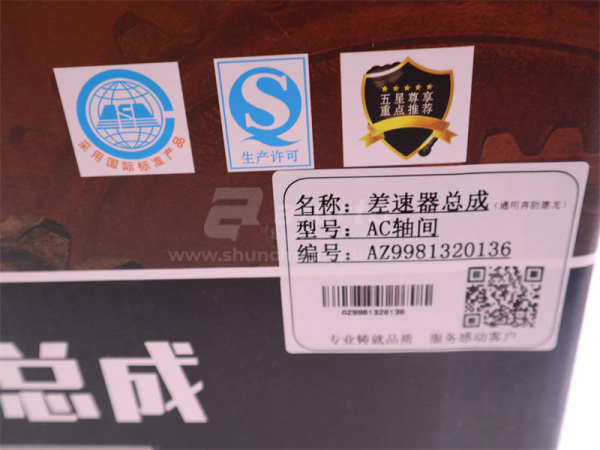 采用国际标准产品
生产许可
五星尊享
重点推荐
名称：差速器总成（通用奔驰德龙）
型号：AC轴间
编号：AZ9981320136
AZ9981320136
专业铸就品质 服务感动客户
总成